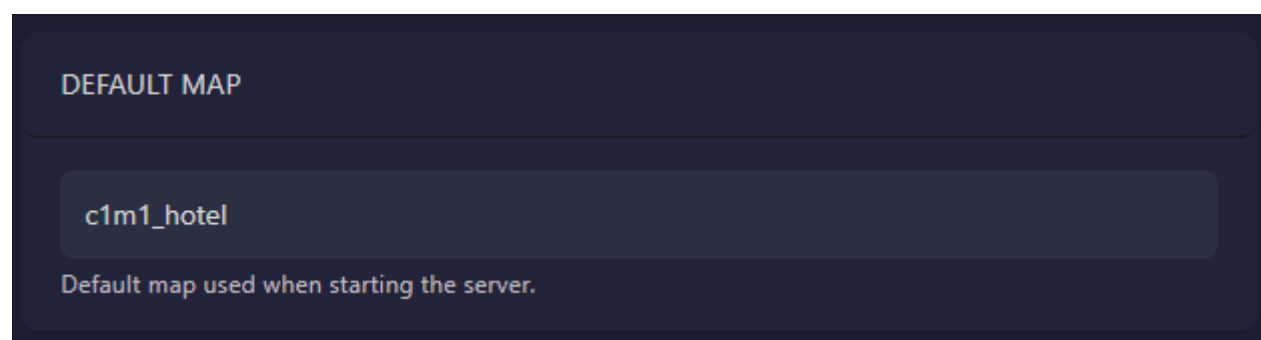 DEFAULT MAP
c1m1_hotel
Default map used when starting the server.